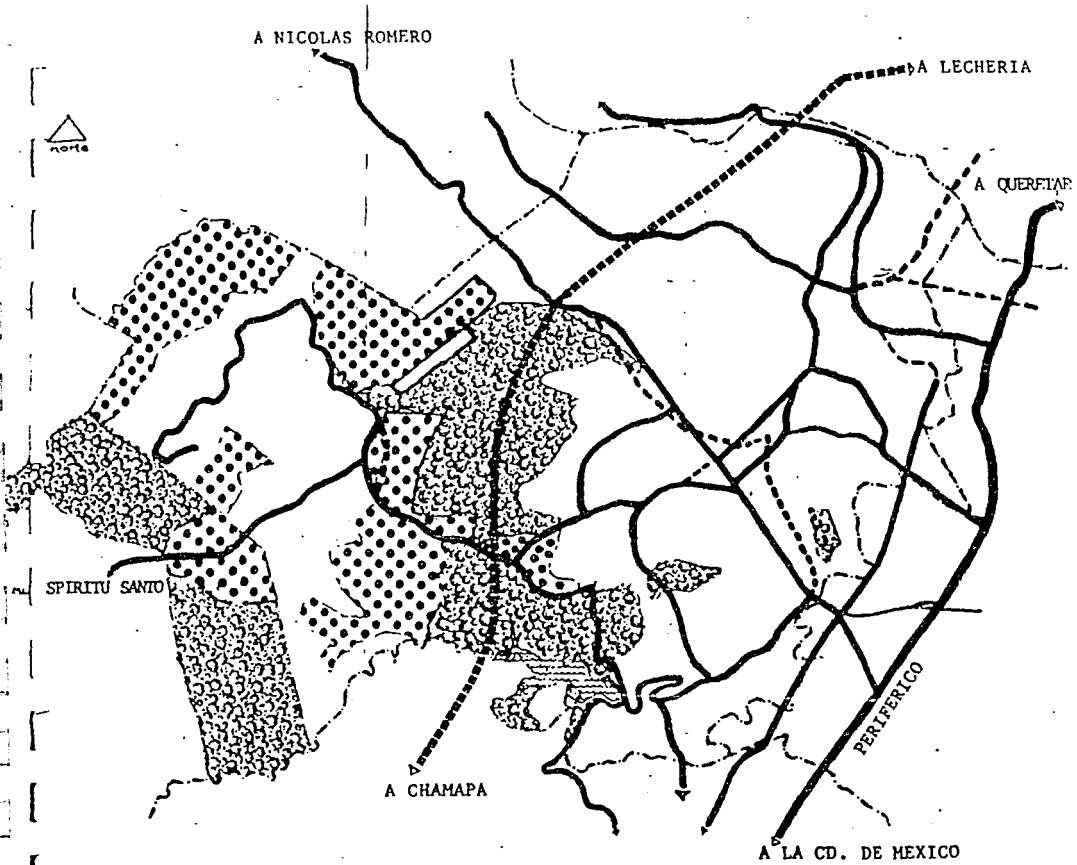 A NICOLAS ROMERO
A LECHERIA
norte
A QUERETAR
SPIRITU SANTO
PERIFERICO
A CHAMAPA
A LA CD. DE MEXICO